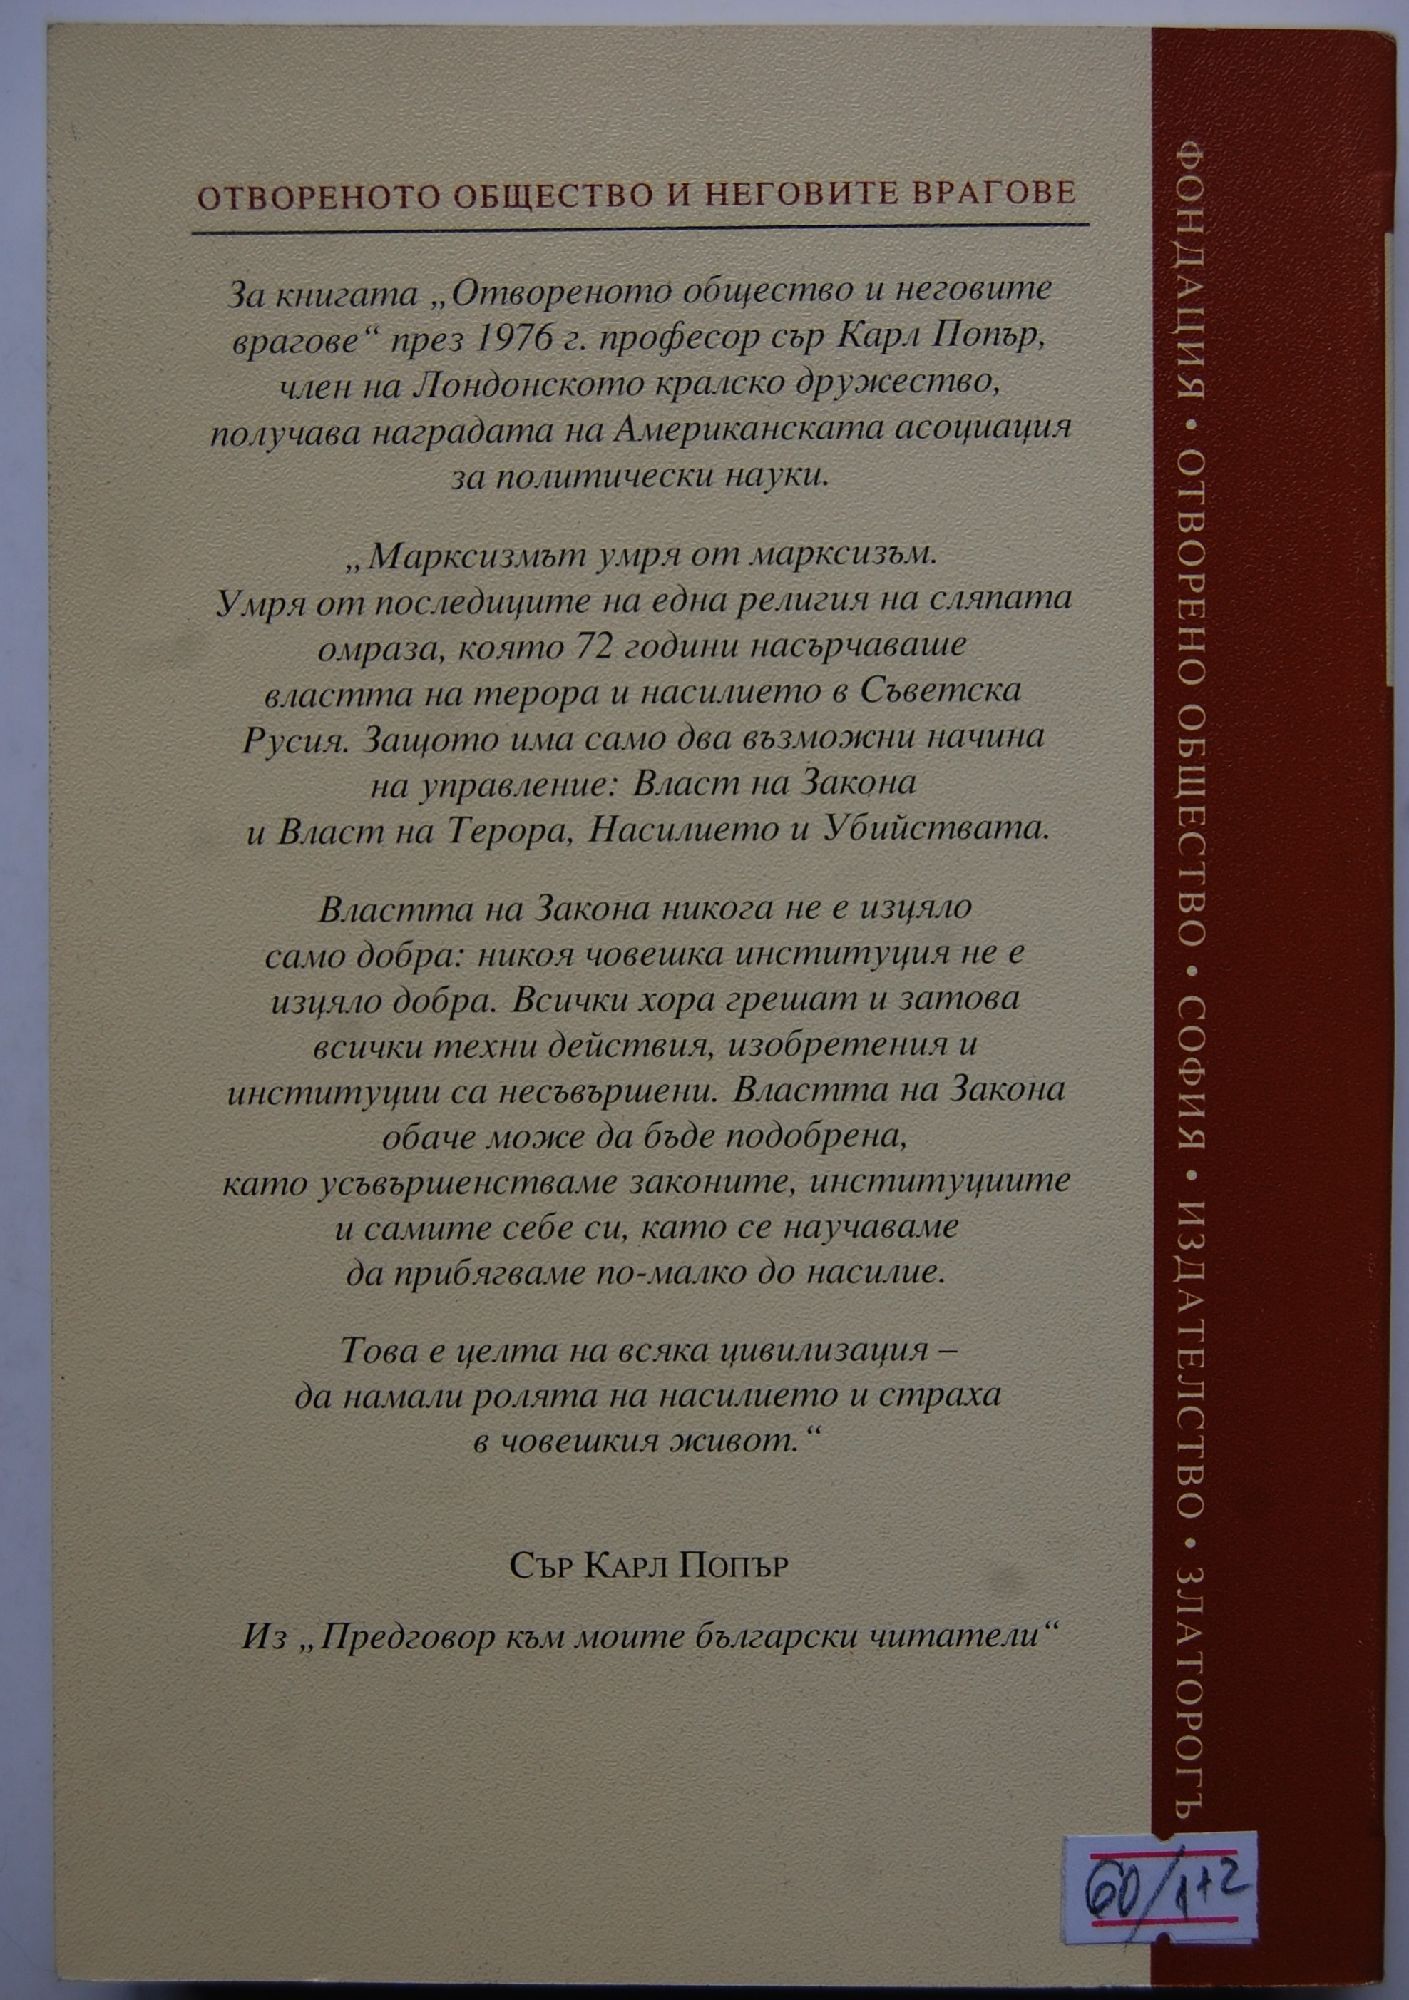 ОТВОРЕНОТО ОБЩЕСТВО И НЕГОВИТЕ ВРАГОВЕ
За книгата „Отвореното общество и неговите
врагове“ през 1976 г. професор сър Карл Попър,
член на Лондонското кралско дружество,
получава наградата на Американската асоциация
за политически науки.
„Марксизмът умря от марксизъм.
Умря от последиците на една религия на сляпата
омраза, която 72 години насърчаваше
властта на терора и насилието в Съветска
Русия. Защото има само два възможни начина
на управление: Власт на Закона
и Власт на Терора, Насилието и Убийствата.
Властта на Закона никога не е изцяло
само добра: никоя човешка институция не е
изцяло добра. Всички хора грешат и затова
всички техни действия, изобретения и
институции са несъвършени. Властта на Закона
обаче може да бъде подобрена,
като усъвършенстваме законите, институциите
и самите себе си, като се научаваме
да прибягваме по-малко до насилие.
Това е целта на всяка цивилизация –
да намали ролята на насилието и страха
в човешкия живот.“
СЪР КАРЛ ПОПЪР
Из „Предговор към моите български читатели“
ФОНДАЦИЯ • ОТВОРЕНО ОБЩЕСТВО • СОФИЯ • ИЗДАТЕЛСТВО • ЗЛАТОРОГЪ
60/1+2